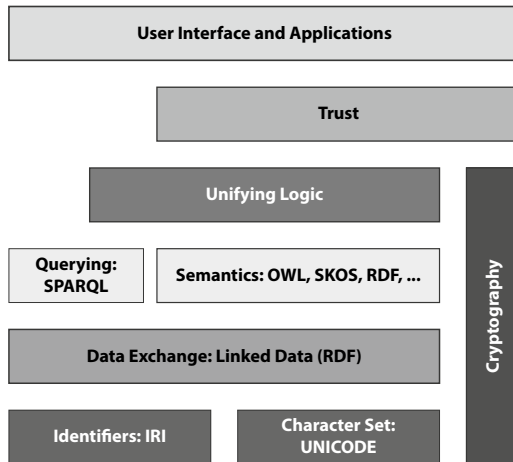 User Interface and Applications
Trust
Unifying Logic
Querying:
SPARQL
Semantics: OWL, SKOS, RDF, ...
Cryptography
Data Exchange: Linked Data (RDF)
Identifiers: IRI
Character Set:
UNICODE